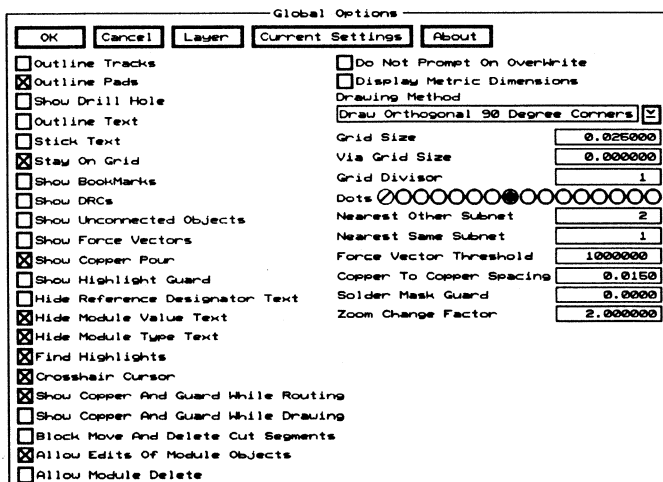 Global Options
OK Cancel Layer Current Settings About
Outline Tracks
Outline Pads
Show Drill Hole
Outline Text
Stick Text
Stay On Grid
Show BookMarks
Show DRCs
Show Unconnected Objects
Show Force Vectors
Show Copper Pour
Show Highlight Guard
Hide Reference Designator Text
Hide Module Value Text
Hide Module Type Text
Find Highlights
Crosshair Cursor
Show Copper And Guard While Routing
Show Copper And Guard While Drawing
Block Move And Delete Cut Segments
Allow Edits Of Module Objects
Allow Module Delete
Do Not Prompt On OverWrite
Display Metric Dimensions
Drawing Method
Draw Orthogonal 90 Degree Corners
Grid Size 0.025000
Via Grid Size 0.000000
Grid Divisor 1
Dots
Nearest Other Subnet 2
Nearest Same Subnet 1
Force Vector Threshold 1000000
Copper To Copper Spacing 0.0150
Solder Mask Guard 0.0000
Zoom Change Factor 2.000000